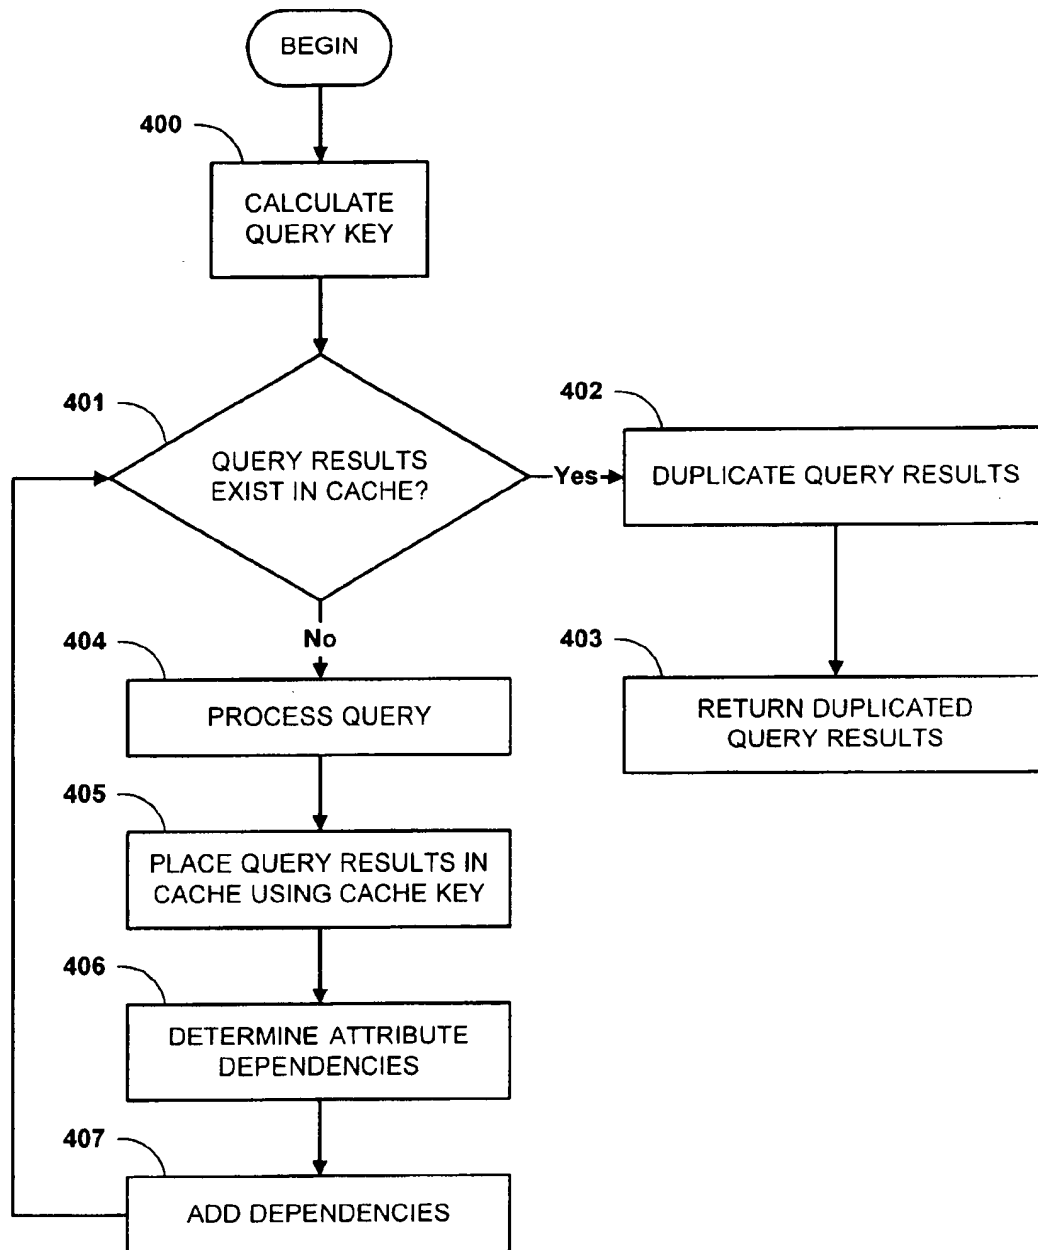 BEGIN
400
CALCULATE
QUERY KEY
401
QUERY RESULTS
EXIST IN CACHE?
Yes
402
DUPLICATE QUERY RESULTS
403
RETURN DUPLICATED
QUERY RESULTS
No
404
PROCESS QUERY
405
PLACE QUERY RESULTS IN
CACHE USING CACHE KEY
406
DETERMINE ATTRIBUTE
DEPENDENCIES
407
ADD DEPENDENCIES